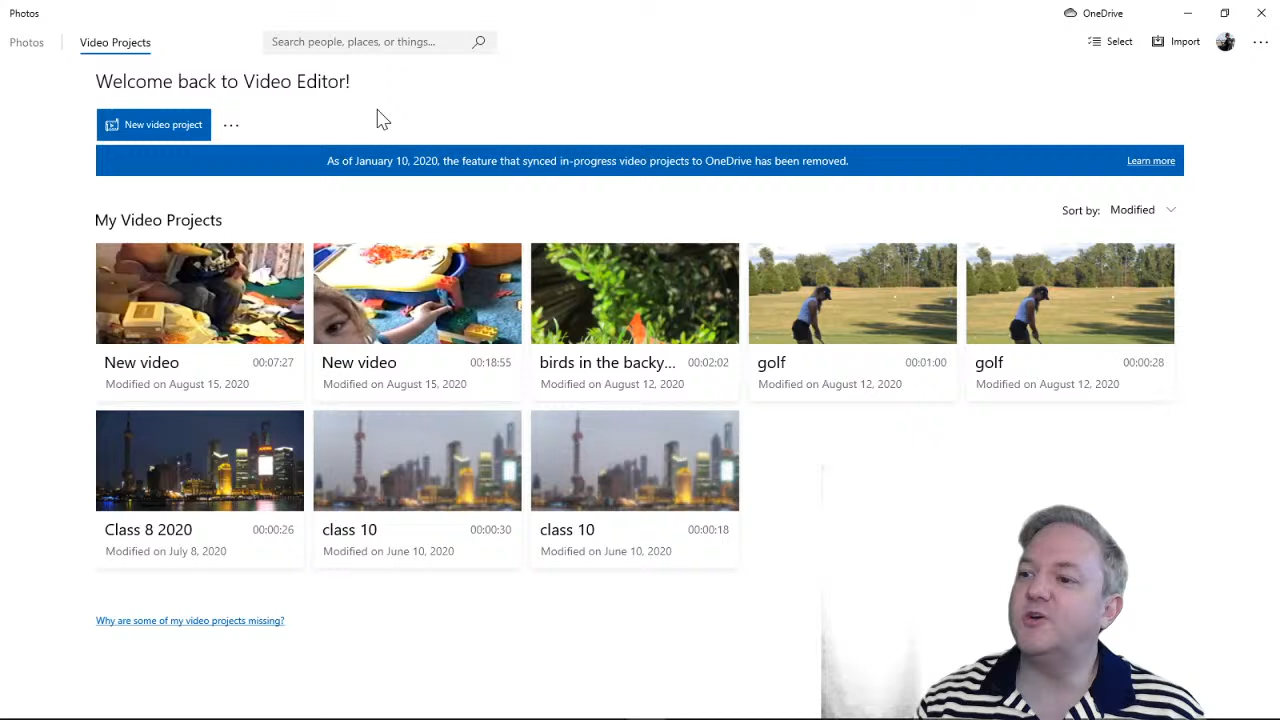 Photos
OneDrive
Photos
Video Projects
Search people, places, or things...
Select
Import
Welcome back to Video Editor!
New video project
As of January 10, 2020, the feature that synced in-progress video projects to OneDrive has been removed.
Learn more
My Video Projects
Sort by: Modified
New video 00:07:27
Modified on August 15, 2020
New video 00:18:55
Modified on August 15, 2020
birds in the backy... 00:02:02
Modified on August 12, 2020
golf 00:01:00
Modified on August 12, 2020
golf 00:00:28
Modified on August 12, 2020
Class 8 2020 00:00:26
Modified on July 8, 2020
class 10 00:00:30
Modified on June 10, 2020
class 10 00:00:18
Modified on June 10, 2020
Why are some of my video projects missing?